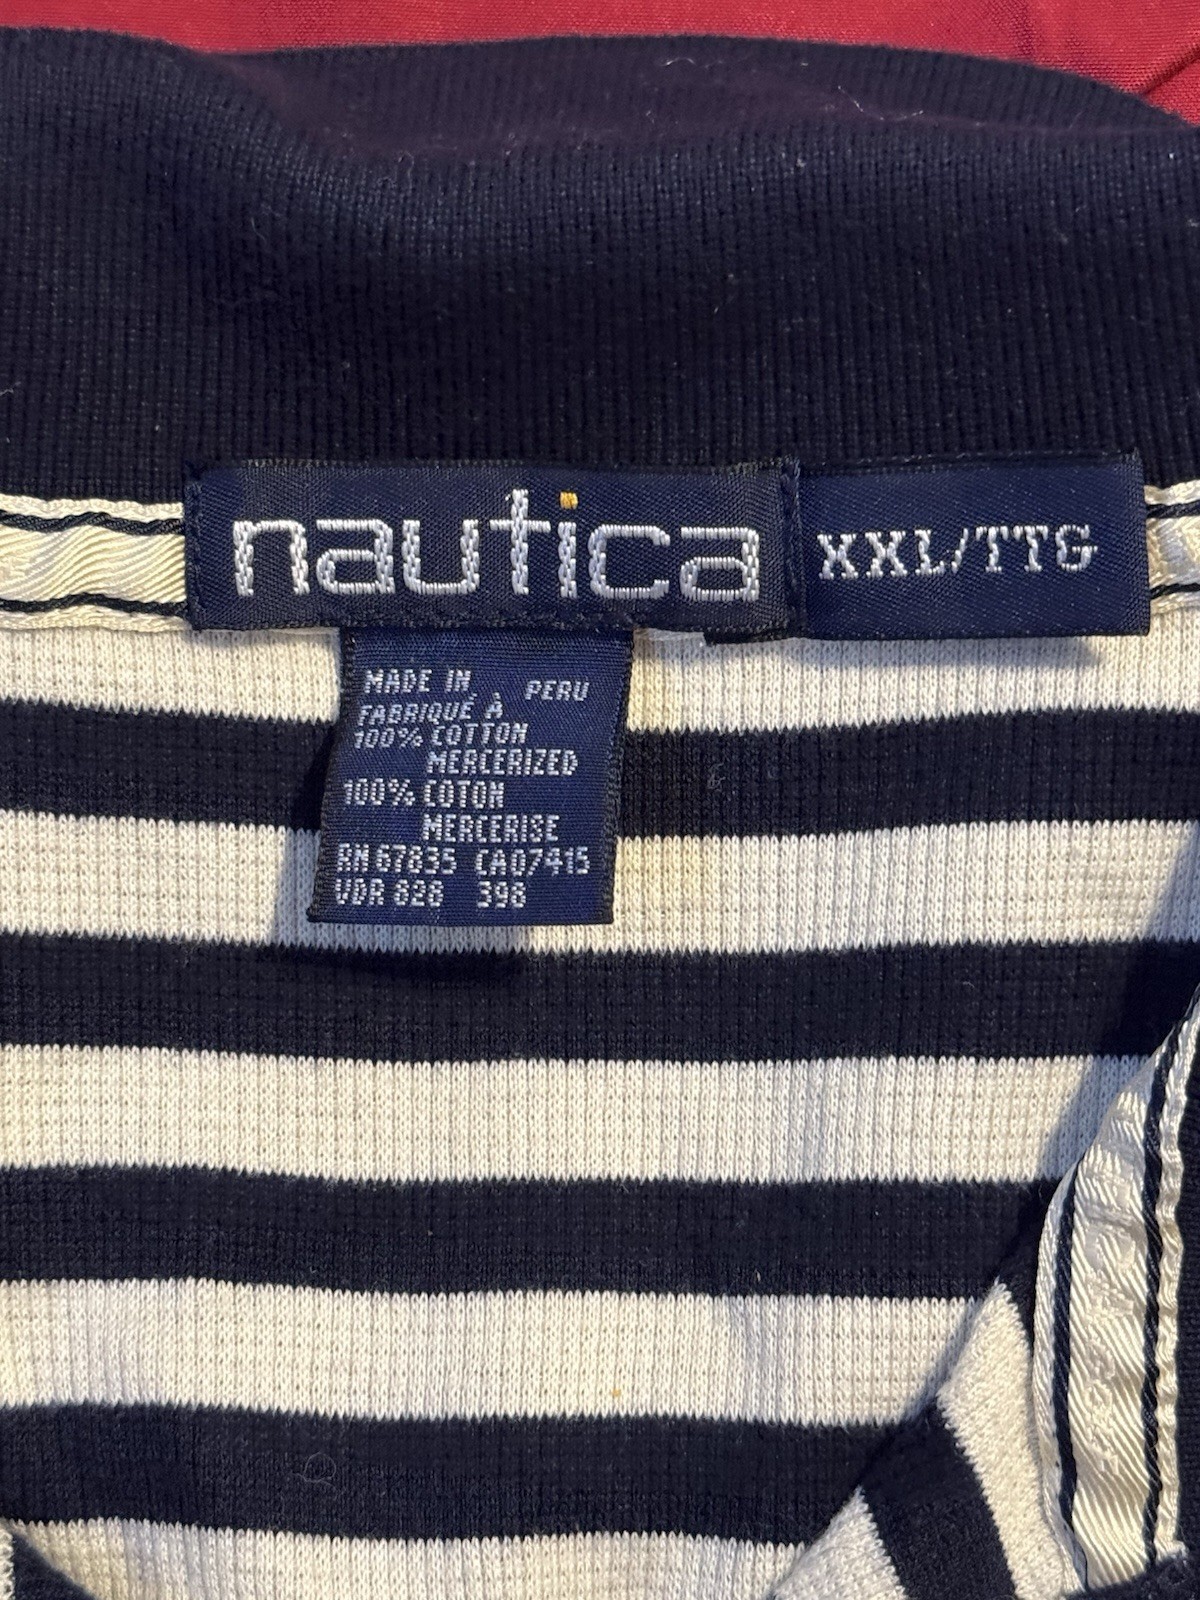 nautica
XXL/TTG
MADE IN PERU
FABRIQUÉ À
100% COTTON
MERCERIZED
100% COTON
MERCERISE
RN 67835 CA07415
VDR 828 398